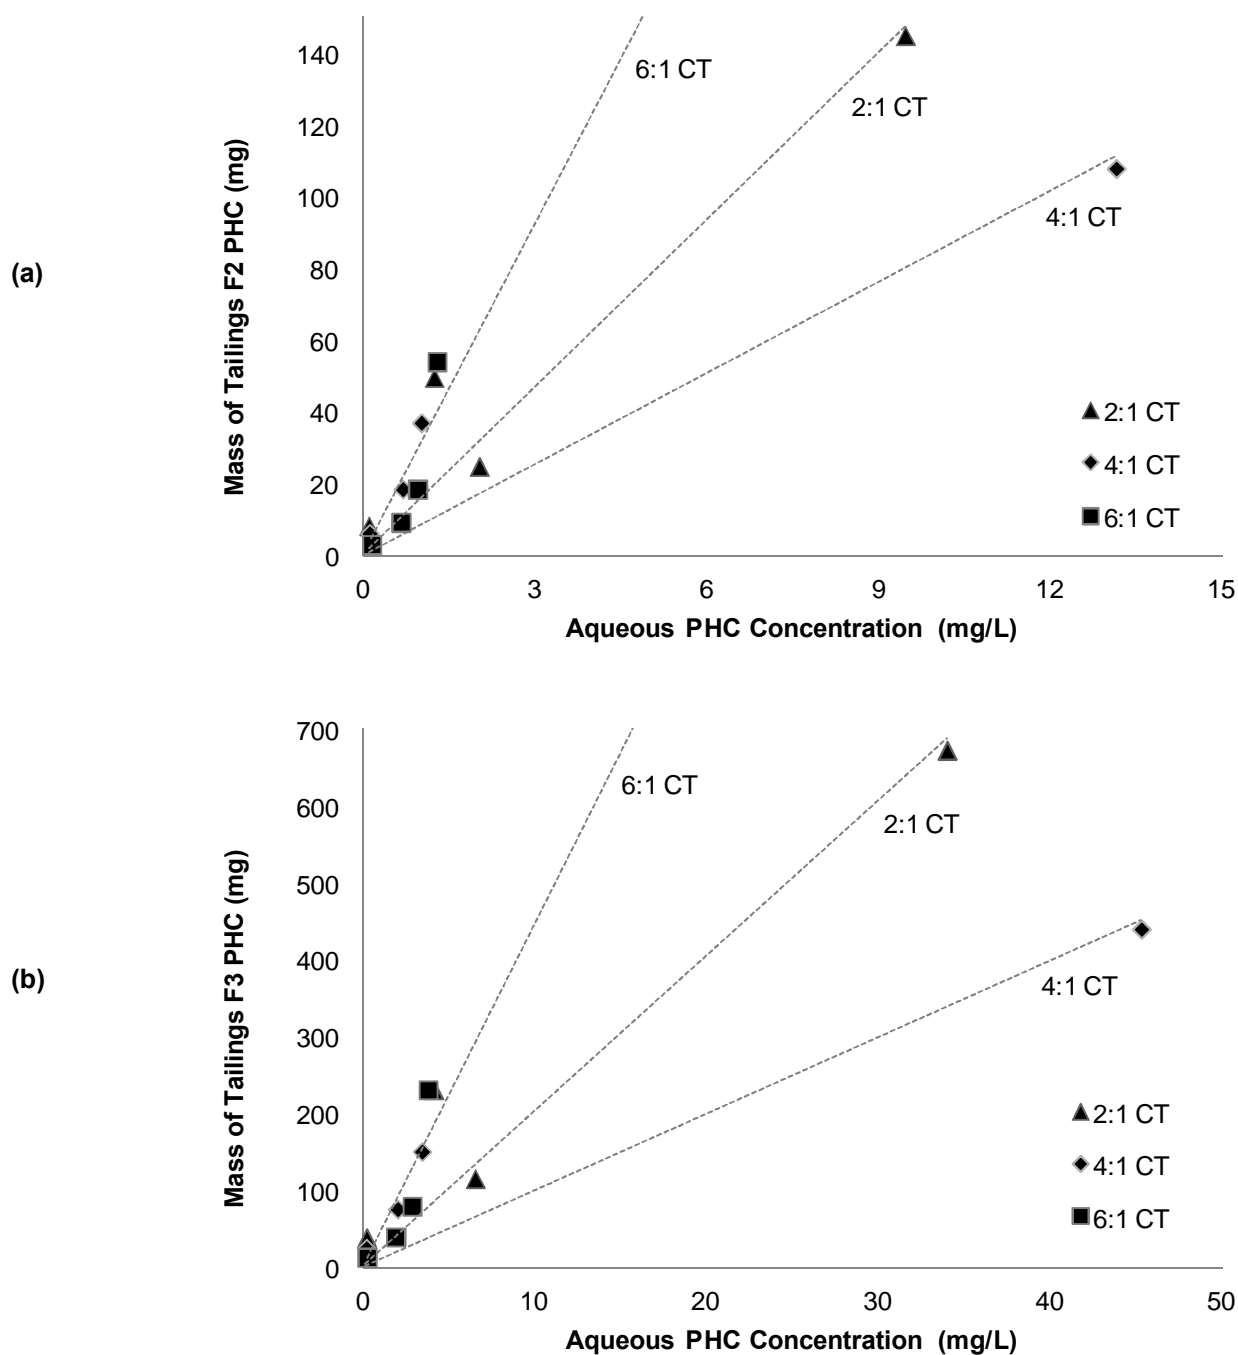 (a)
Mass of Tailings F2 PHC (mg)
140
120
100
80
60
40
20
0
6:1 CT
2:1 CT
4:1 CT
2:1 CT
4:1 CT
6:1 CT
0 3 6 9 12 15
Aqueous PHC Concentration (mg/L)
(b)
Mass of Tailings F3 PHC (mg)
700
600
500
400
300
200
100
0
6:1 CT
2:1 CT
4:1 CT
2:1 CT
4:1 CT
6:1 CT
0 10 20 30 40 50
Aqueous PHC Concentration (mg/L)